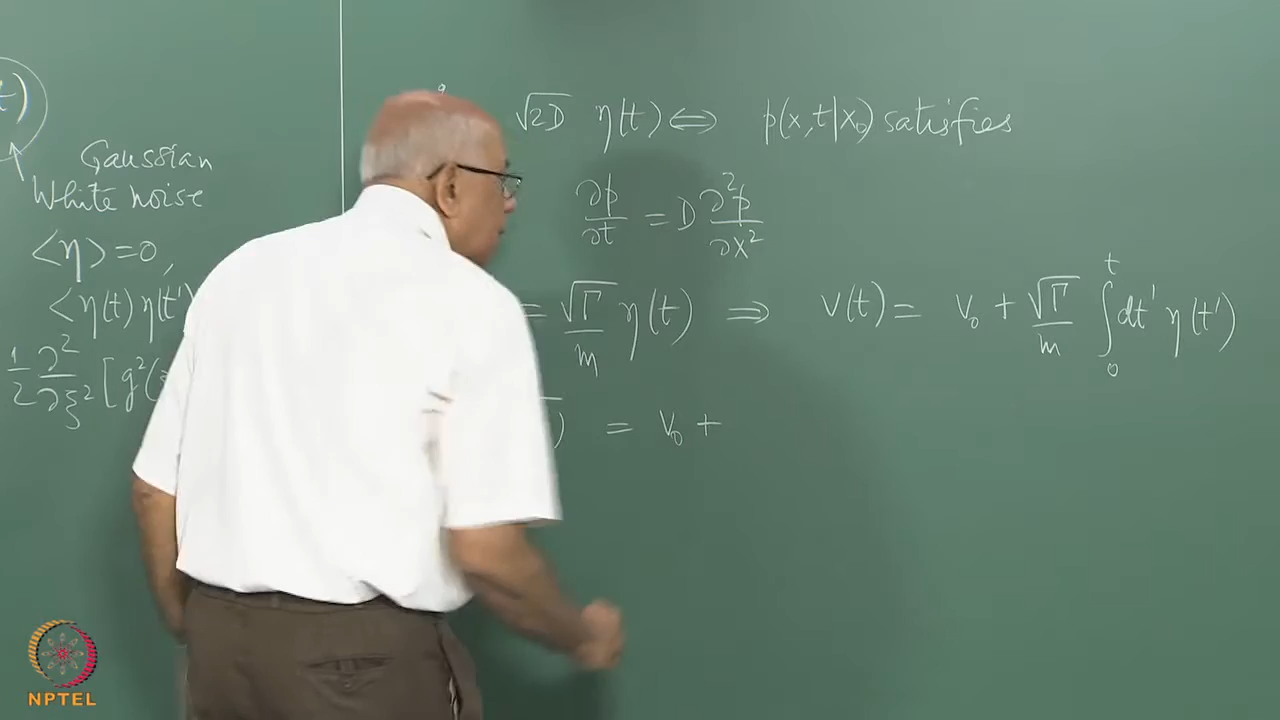 t)
Gaussian
White noise
<η> = 0,
<η(t) η(t')
1/2 ∂²/∂ξ² [g²(
√2D η(t) ⇔ p(x,t|x₀) satisfies
∂p/∂t = D ∂²p/∂x²
= √Γ/m η(t) ⇒ v(t) = v₀ + √Γ/m ∫₀ᵗ dt' η(t')
) = v₀ +
NPTEL